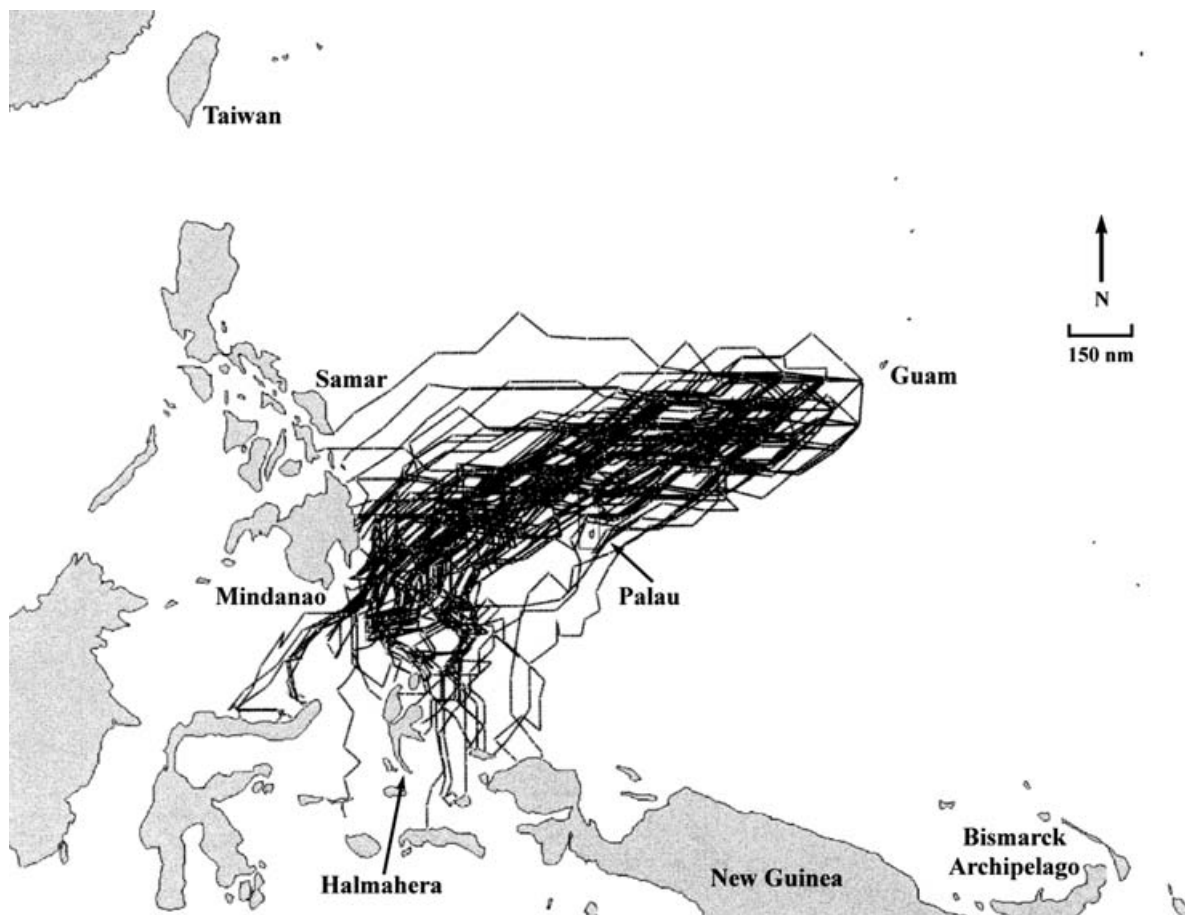 Taiwan
N
150 nm
Guam
Samar
Mindanao
Palau
Halmahera
New Guinea
Bismarck
Archipelago